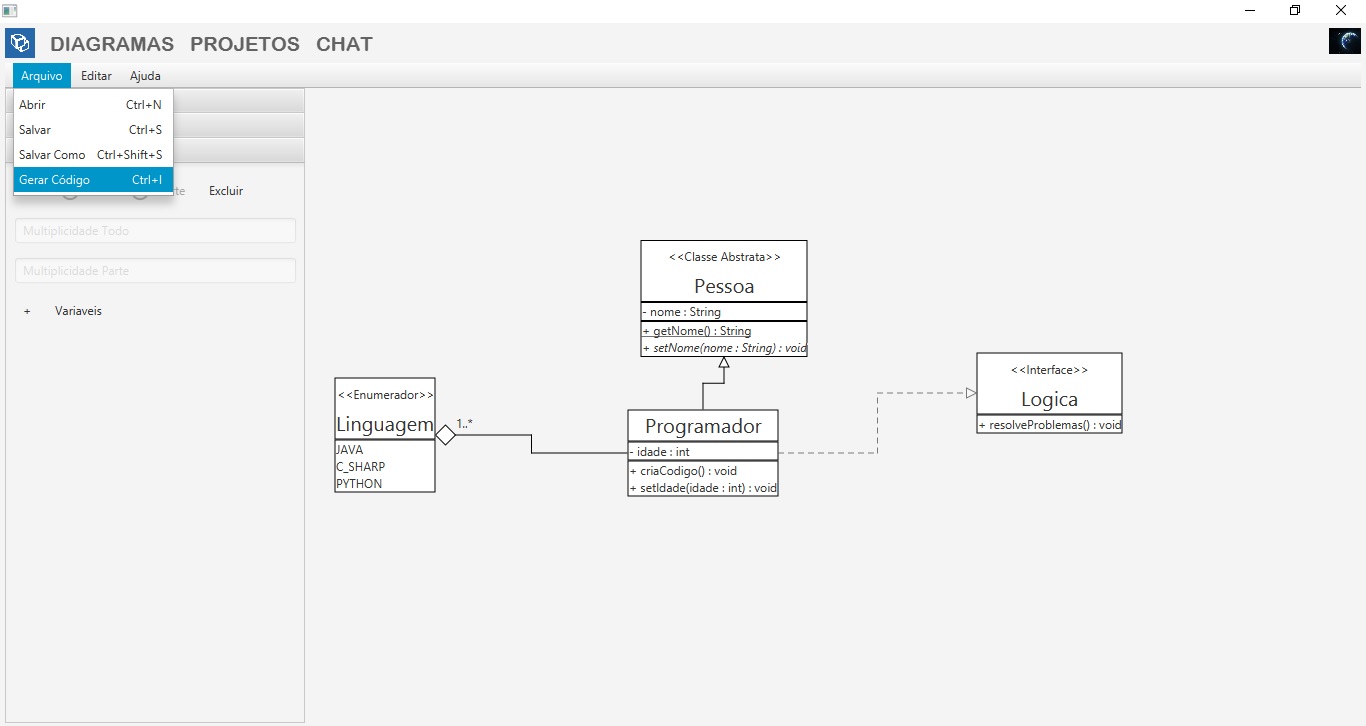 DIAGRAMAS PROJETOS CHAT
Arquivo Editar Ajuda
Abrir Ctrl+N
Salvar Ctrl+S
Salvar Como Ctrl+Shift+S
Gerar Código Ctrl+I
Excluir
Multiplicidade Todo
Multiplicidade Parte
+ Variaveis
<<Classe Abstrata>>
Pessoa
- nome : String
+ getNome() : String
+ setNome(nome : String) : void
<<Enumerador>>
Linguagem
JAVA
C_SHARP
PYTHON
1..*
Programador
- idade : int
+ criaCodigo() : void
+ setIdade(idade : int) : void
<<Interface>>
Logica
+ resolveProblemas() : void